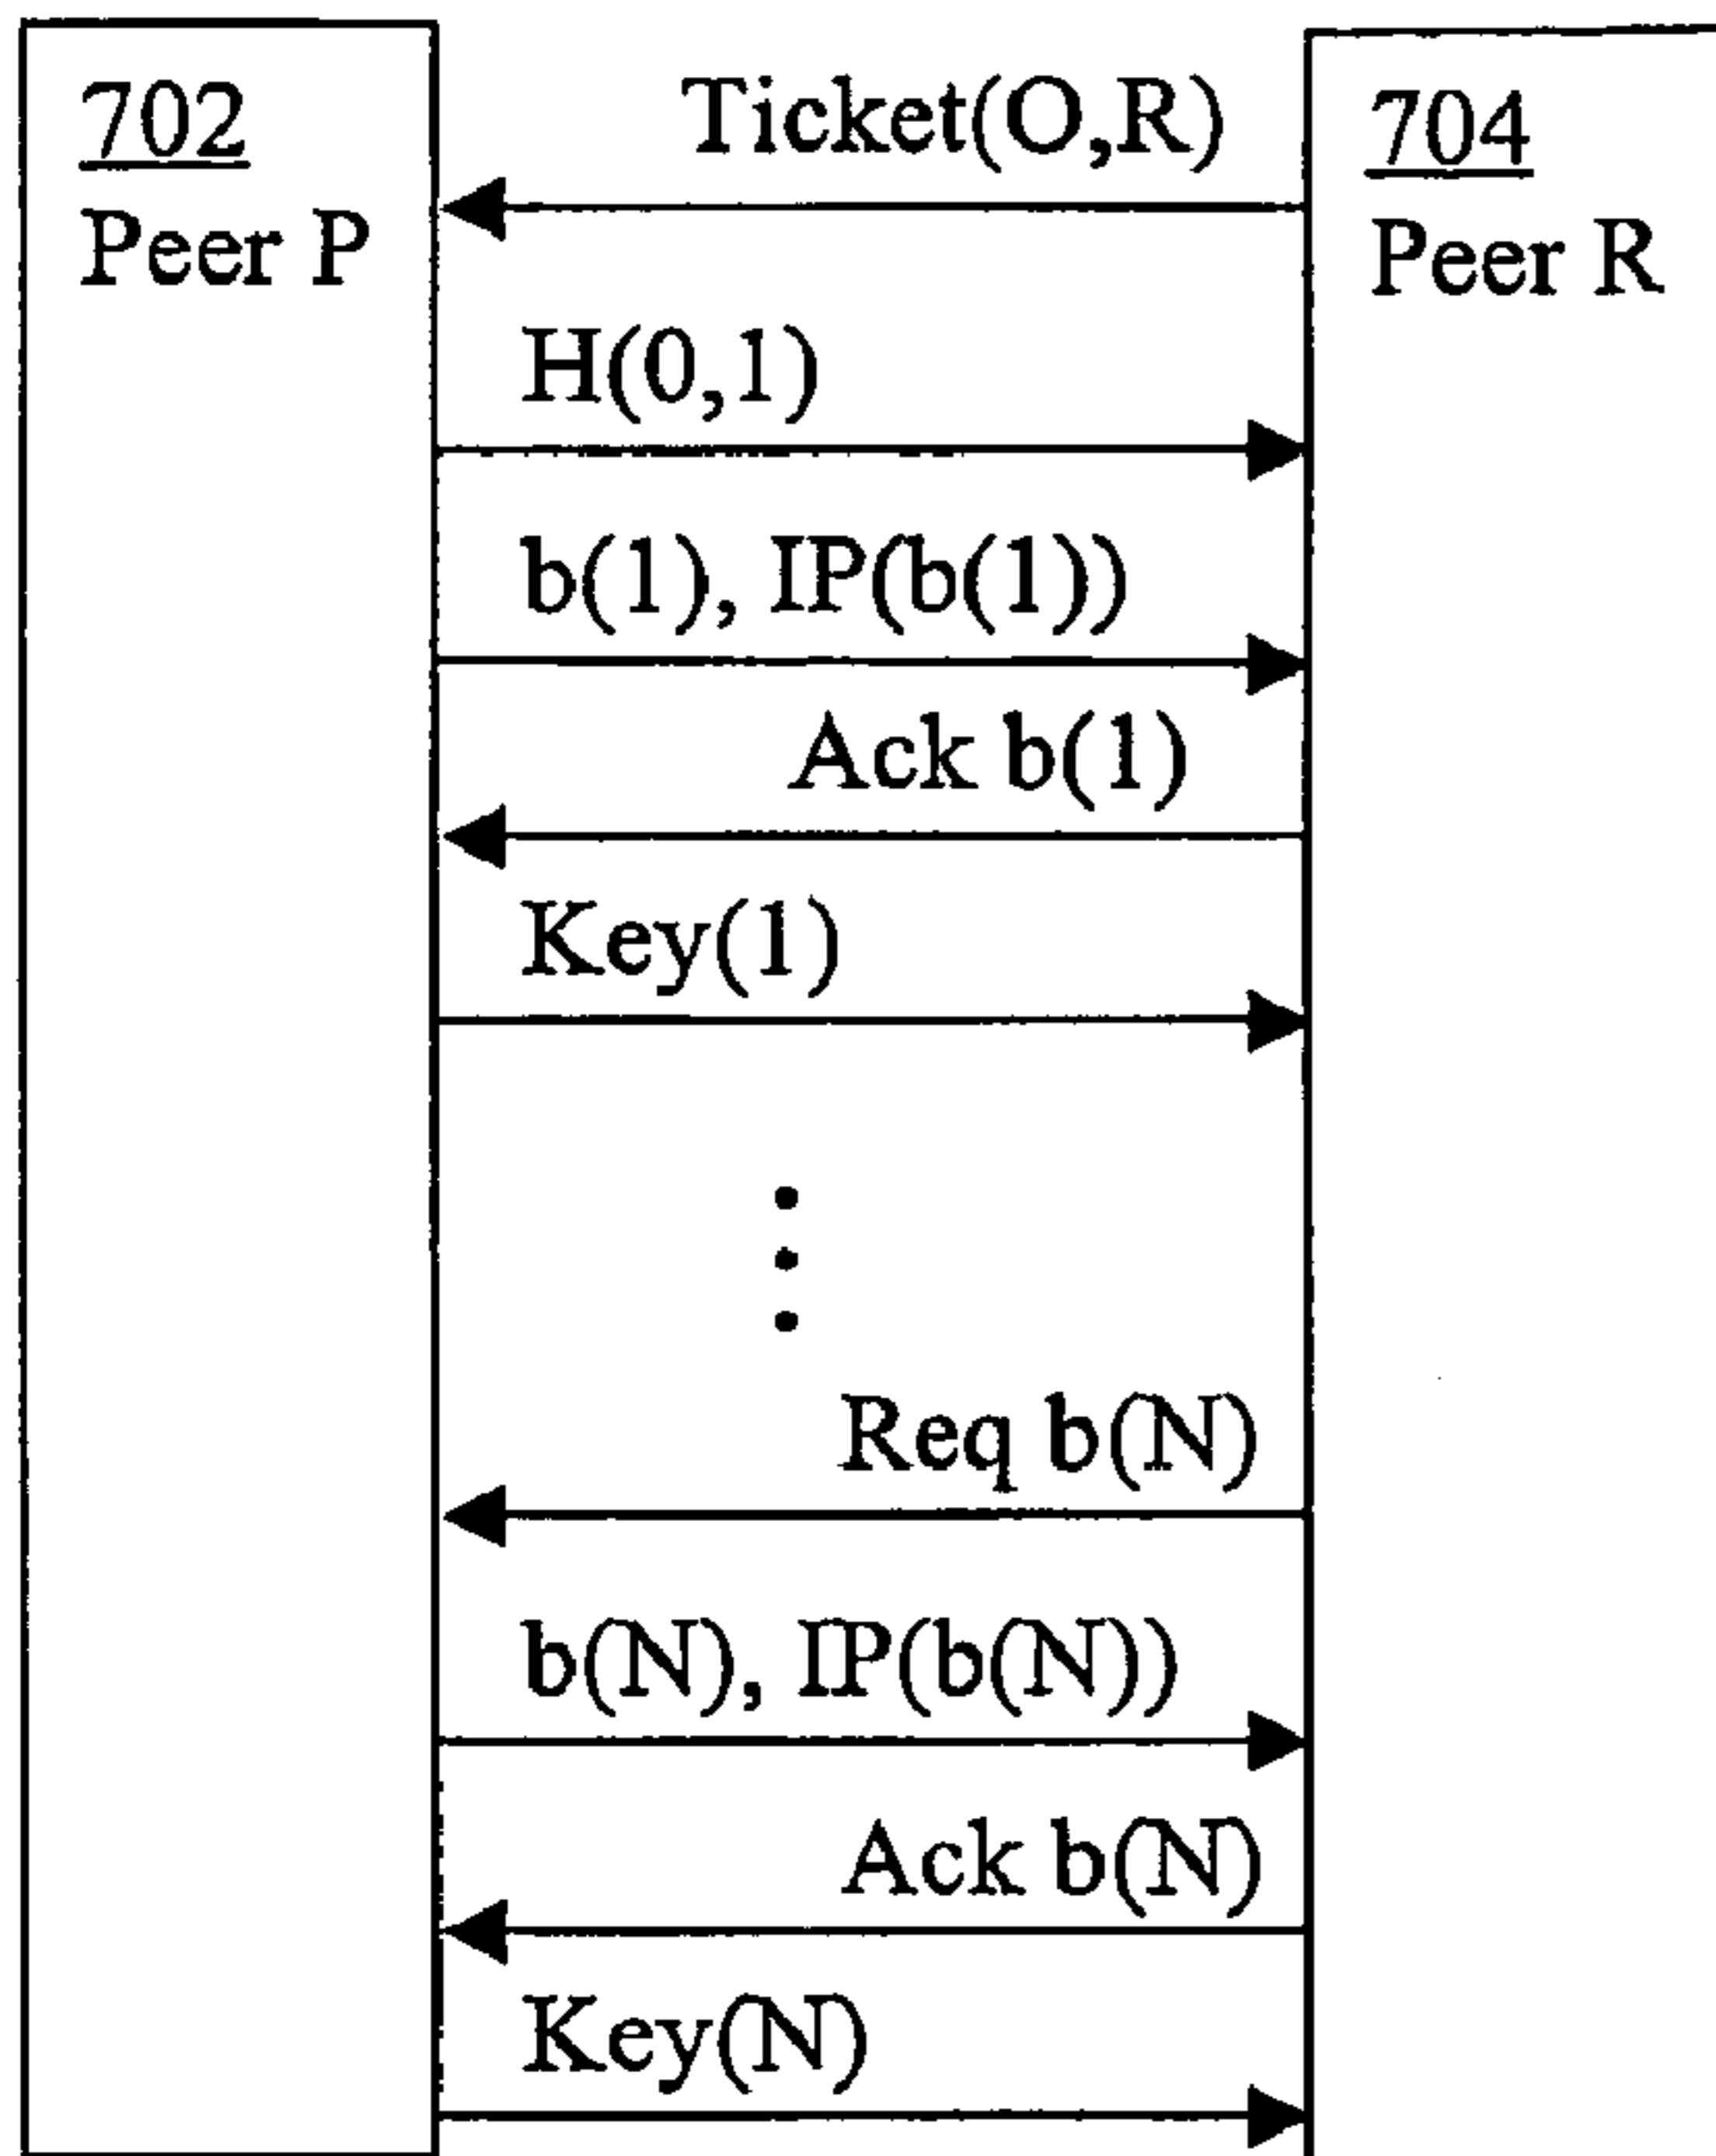 702
Peer P
Ticket(O,R)
704
Peer R
H(0,1)
b(1), IP(b(1))
Ack b(1)
Key(1)
Req b(N)
b(N), IP(b(N))
Ack b(N)
Key(N)